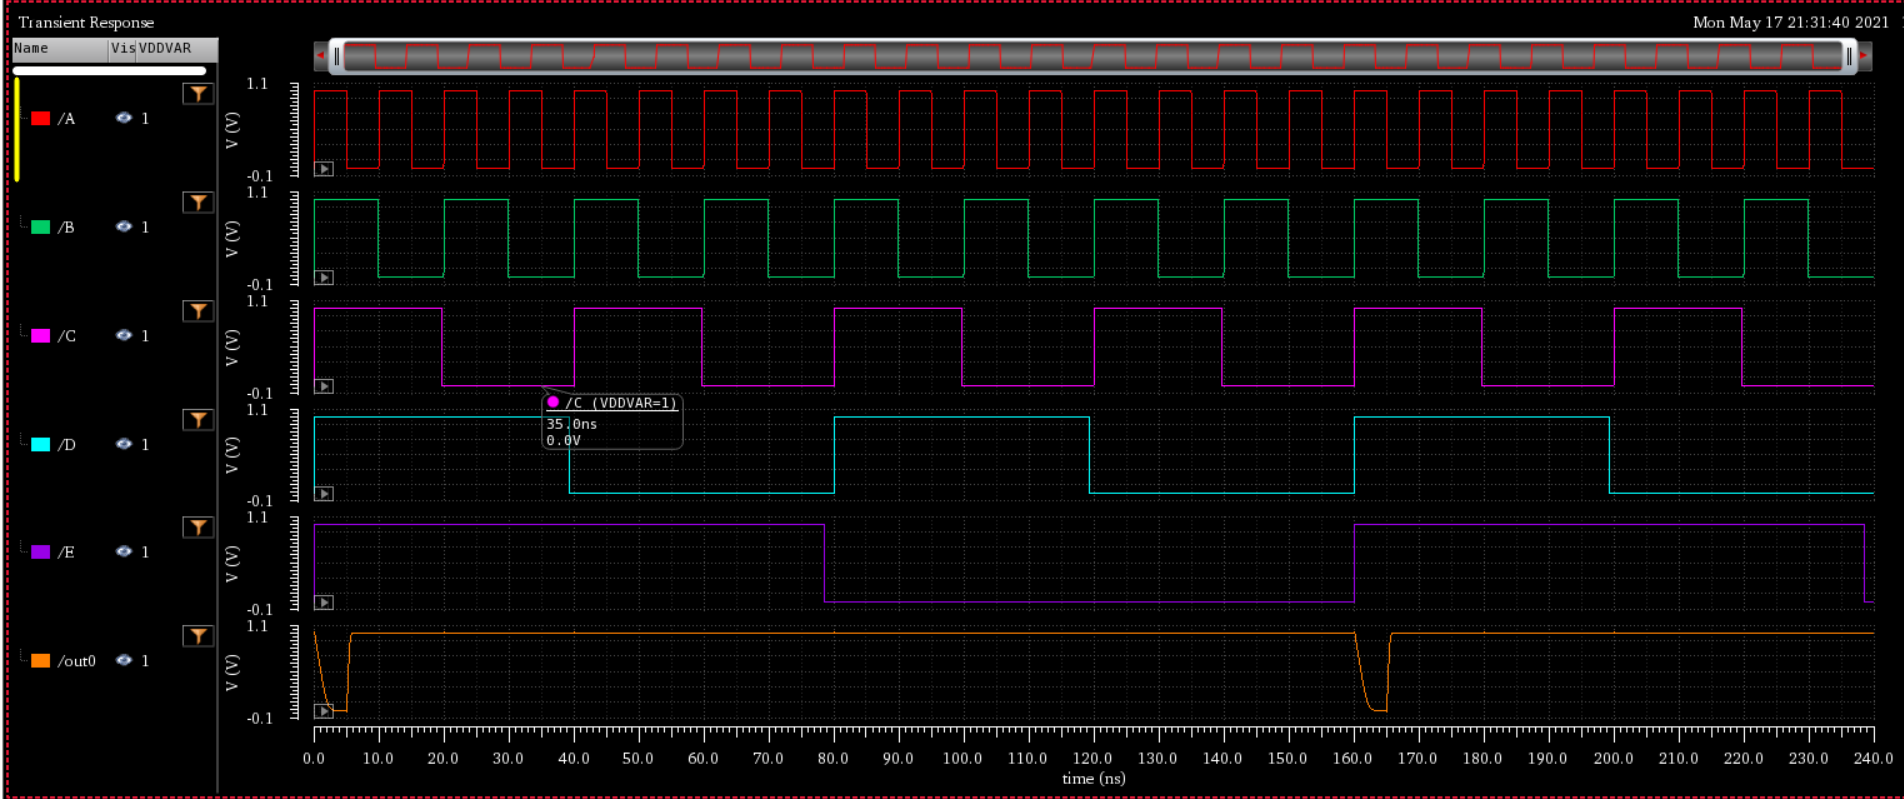 Transient Response
Mon May 17 21:31:40 2021
Name Vis VDDVAR
/A 1
V (V)
1.1
-0.1
/B 1
V (V)
1.1
-0.1
/C 1
V (V)
1.1
-0.1
/C (VDDVAR=1)
35.0ns
0.0V
/D 1
V (V)
1.1
-0.1
/E 1
V (V)
1.1
-0.1
/out0 1
V (V)
1.1
-0.1
0.0 10.0 20.0 30.0 40.0 50.0 60.0 70.0 80.0 90.0 100.0 110.0 120.0 130.0 140.0 150.0 160.0 170.0 180.0 190.0 200.0 210.0 220.0 230.0 240.0
time (ns)